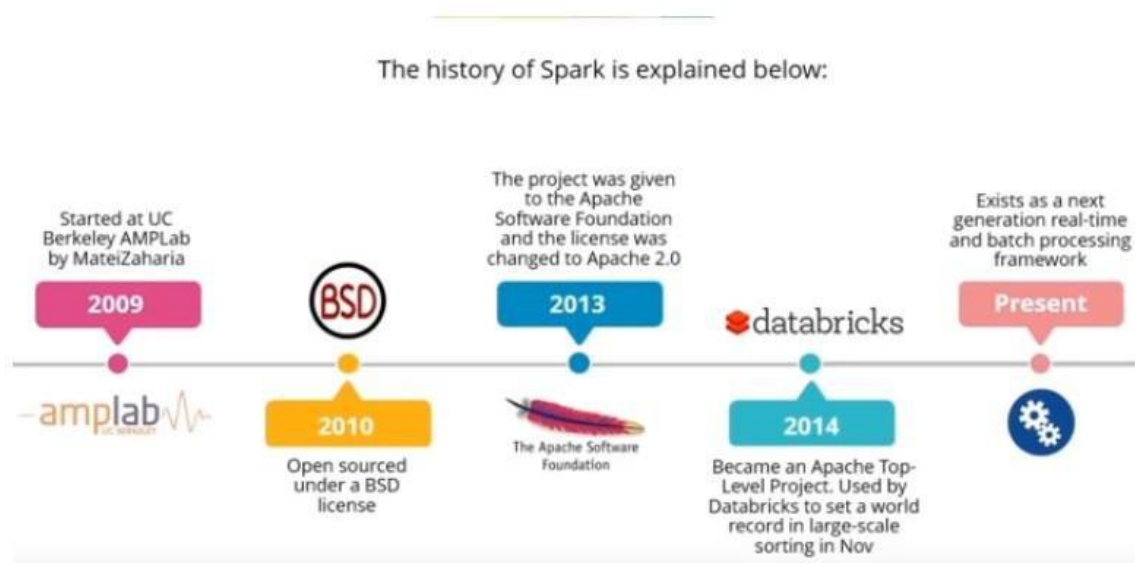 The history of Spark is explained below:
Started at UC
Berkeley AMPLab
by MateiZaharia
2009
amplab
UC BERKELEY
BSD
2010
Open sourced
under a BSD
license
The project was given
to the Apache
Software Foundation
and the license was
changed to Apache 2.0
2013
The Apache Software
Foundation
databricks
2014
Became an Apache Top-
Level Project. Used by
Databricks to set a world
record in large-scale
sorting in Nov
Exists as a next
generation real-time
and batch processing
framework
Present